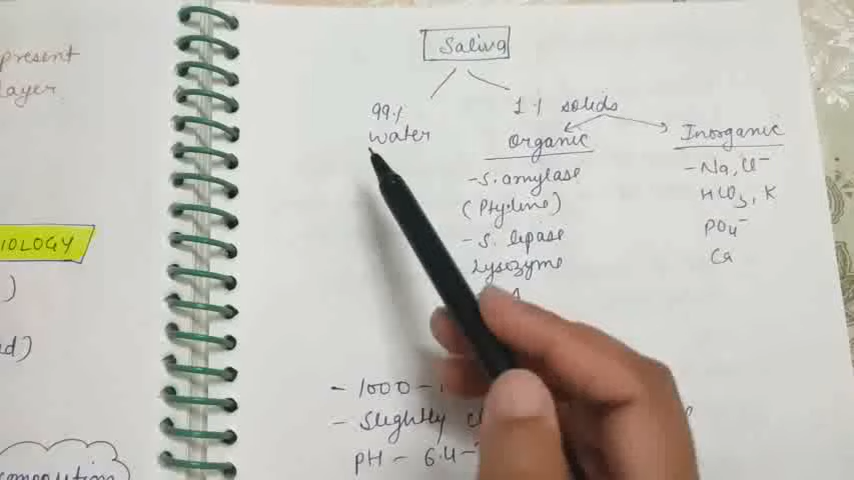 present
layer
IOLOGY
)
d)
composition
Saliva
99%
water
1% solids
Organic
- S. amylase
(Ptyline)
- S. lipase
Lysozyme
Inorganic
- Na, Cl⁻
HCO3, K
PO4⁻
Ca
- 1000 -
- Slightly
PH - 6.4 -